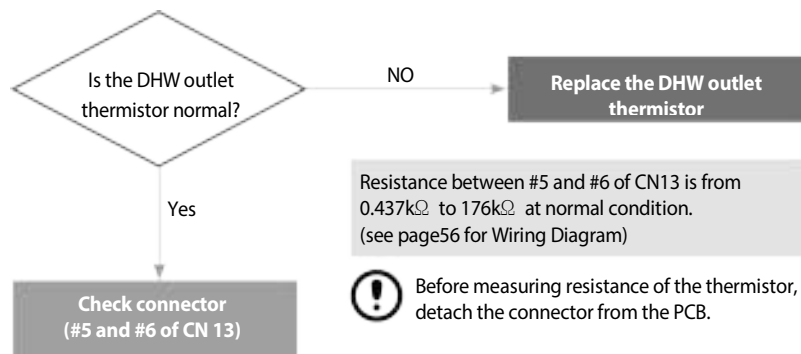 Is the DHW outlet
thermistor normal?
NO
Replace the DHW outlet
thermistor
Yes
Resistance between #5 and #6 of CN13 is from
0.437kΩ to 176kΩ at normal condition.
(see page56 for Wiring Diagram)
Check connector
(#5 and #6 of CN 13)
Before measuring resistance of the thermistor,
detach the connector from the PCB.